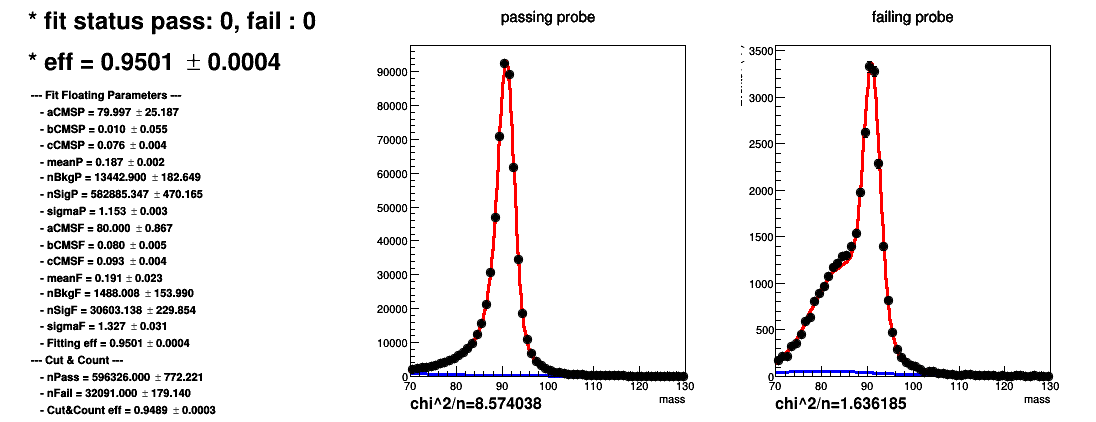 * fit status pass: 0, fail : 0
* eff = 0.9501 ± 0.0004
--- Fit Floating Parameters ---
- aCMSP = 79.997 ± 25.187
- bCMSP = 0.010 ± 0.055
- cCMSP = 0.076 ± 0.004
- meanP = 0.187 ± 0.002
- nBkgP = 13442.900 ± 182.649
- nSigP = 582885.347 ± 470.165
- sigmaP = 1.153 ± 0.003
- aCMSF = 80.000 ± 0.867
- bCMSF = 0.080 ± 0.005
- cCMSF = 0.093 ± 0.004
- meanF = 0.191 ± 0.023
- nBkgF = 1488.008 ± 153.990
- nSigF = 30603.138 ± 229.854
- sigmaF = 1.327 ± 0.031
- Fitting eff = 0.9501 ± 0.0004
--- Cut & Count ---
- nPass = 596326.000 ± 772.221
- nFail = 32091.000 ± 179.140
- Cut&Count eff = 0.9489 ± 0.0003
passing probe
90000
80000
70000
60000
50000
40000
30000
20000
10000
0
70 80 90 100 110 120 130
mass
chi^2/n=8.574038
failing probe
3500
3000
2500
2000
1500
1000
500
0
70 80 90 100 110 120 130
mass
chi^2/n=1.636185